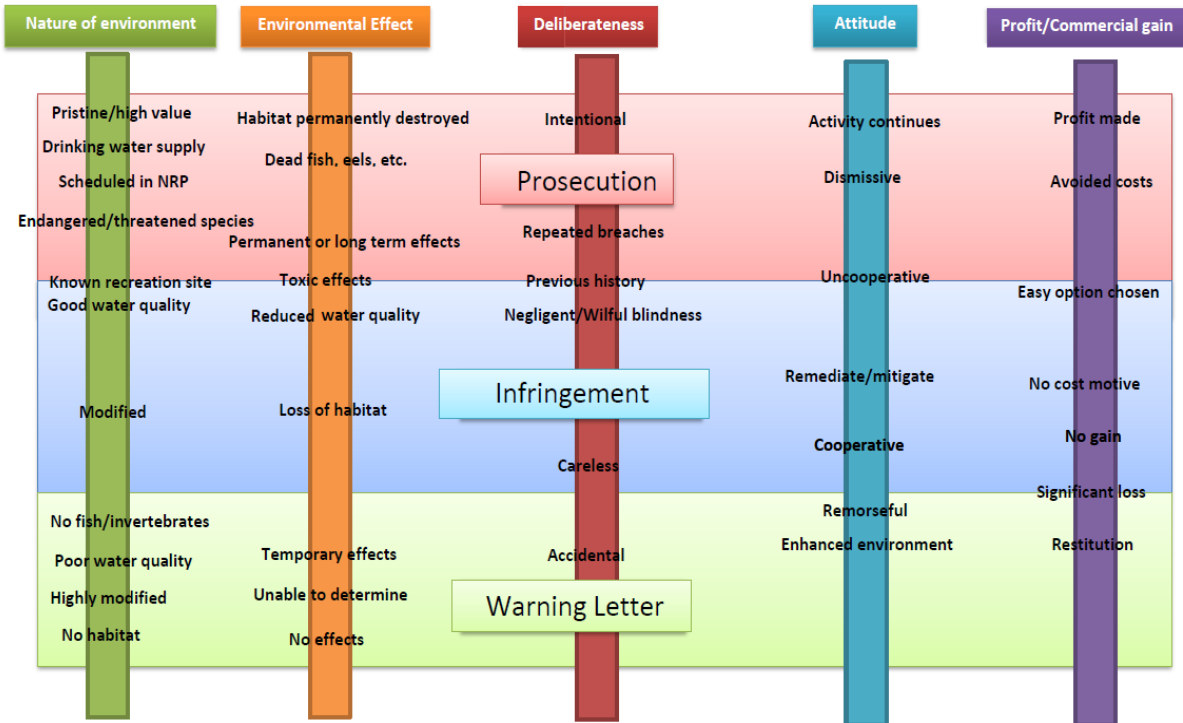 Nature of environment
Environmental Effect
Deliberateness
Attitude
Profit/Commercial gain
Pristine/high value
Drinking water supply
Scheduled in NRP
Endangered/threatened species
Known recreation site
Good water quality
Modified
No fish/invertebrates
Poor water quality
Highly modified
No habitat
Habitat permanently destroyed
Dead fish, eels, etc.
Permanent or long term effects
Toxic effects
Reduced water quality
Loss of habitat
Temporary effects
Unable to determine
No effects
Intentional
Prosecution
Repeated breaches
Previous history
Negligent/Wilful blindness
Infringement
Careless
Accidental
Warning Letter
Activity continues
Dismissive
Uncooperative
Remediate/mitigate
Cooperative
Remorseful
Enhanced environment
Profit made
Avoided costs
Easy option chosen
No cost motive
No gain
Significant loss
Restitution